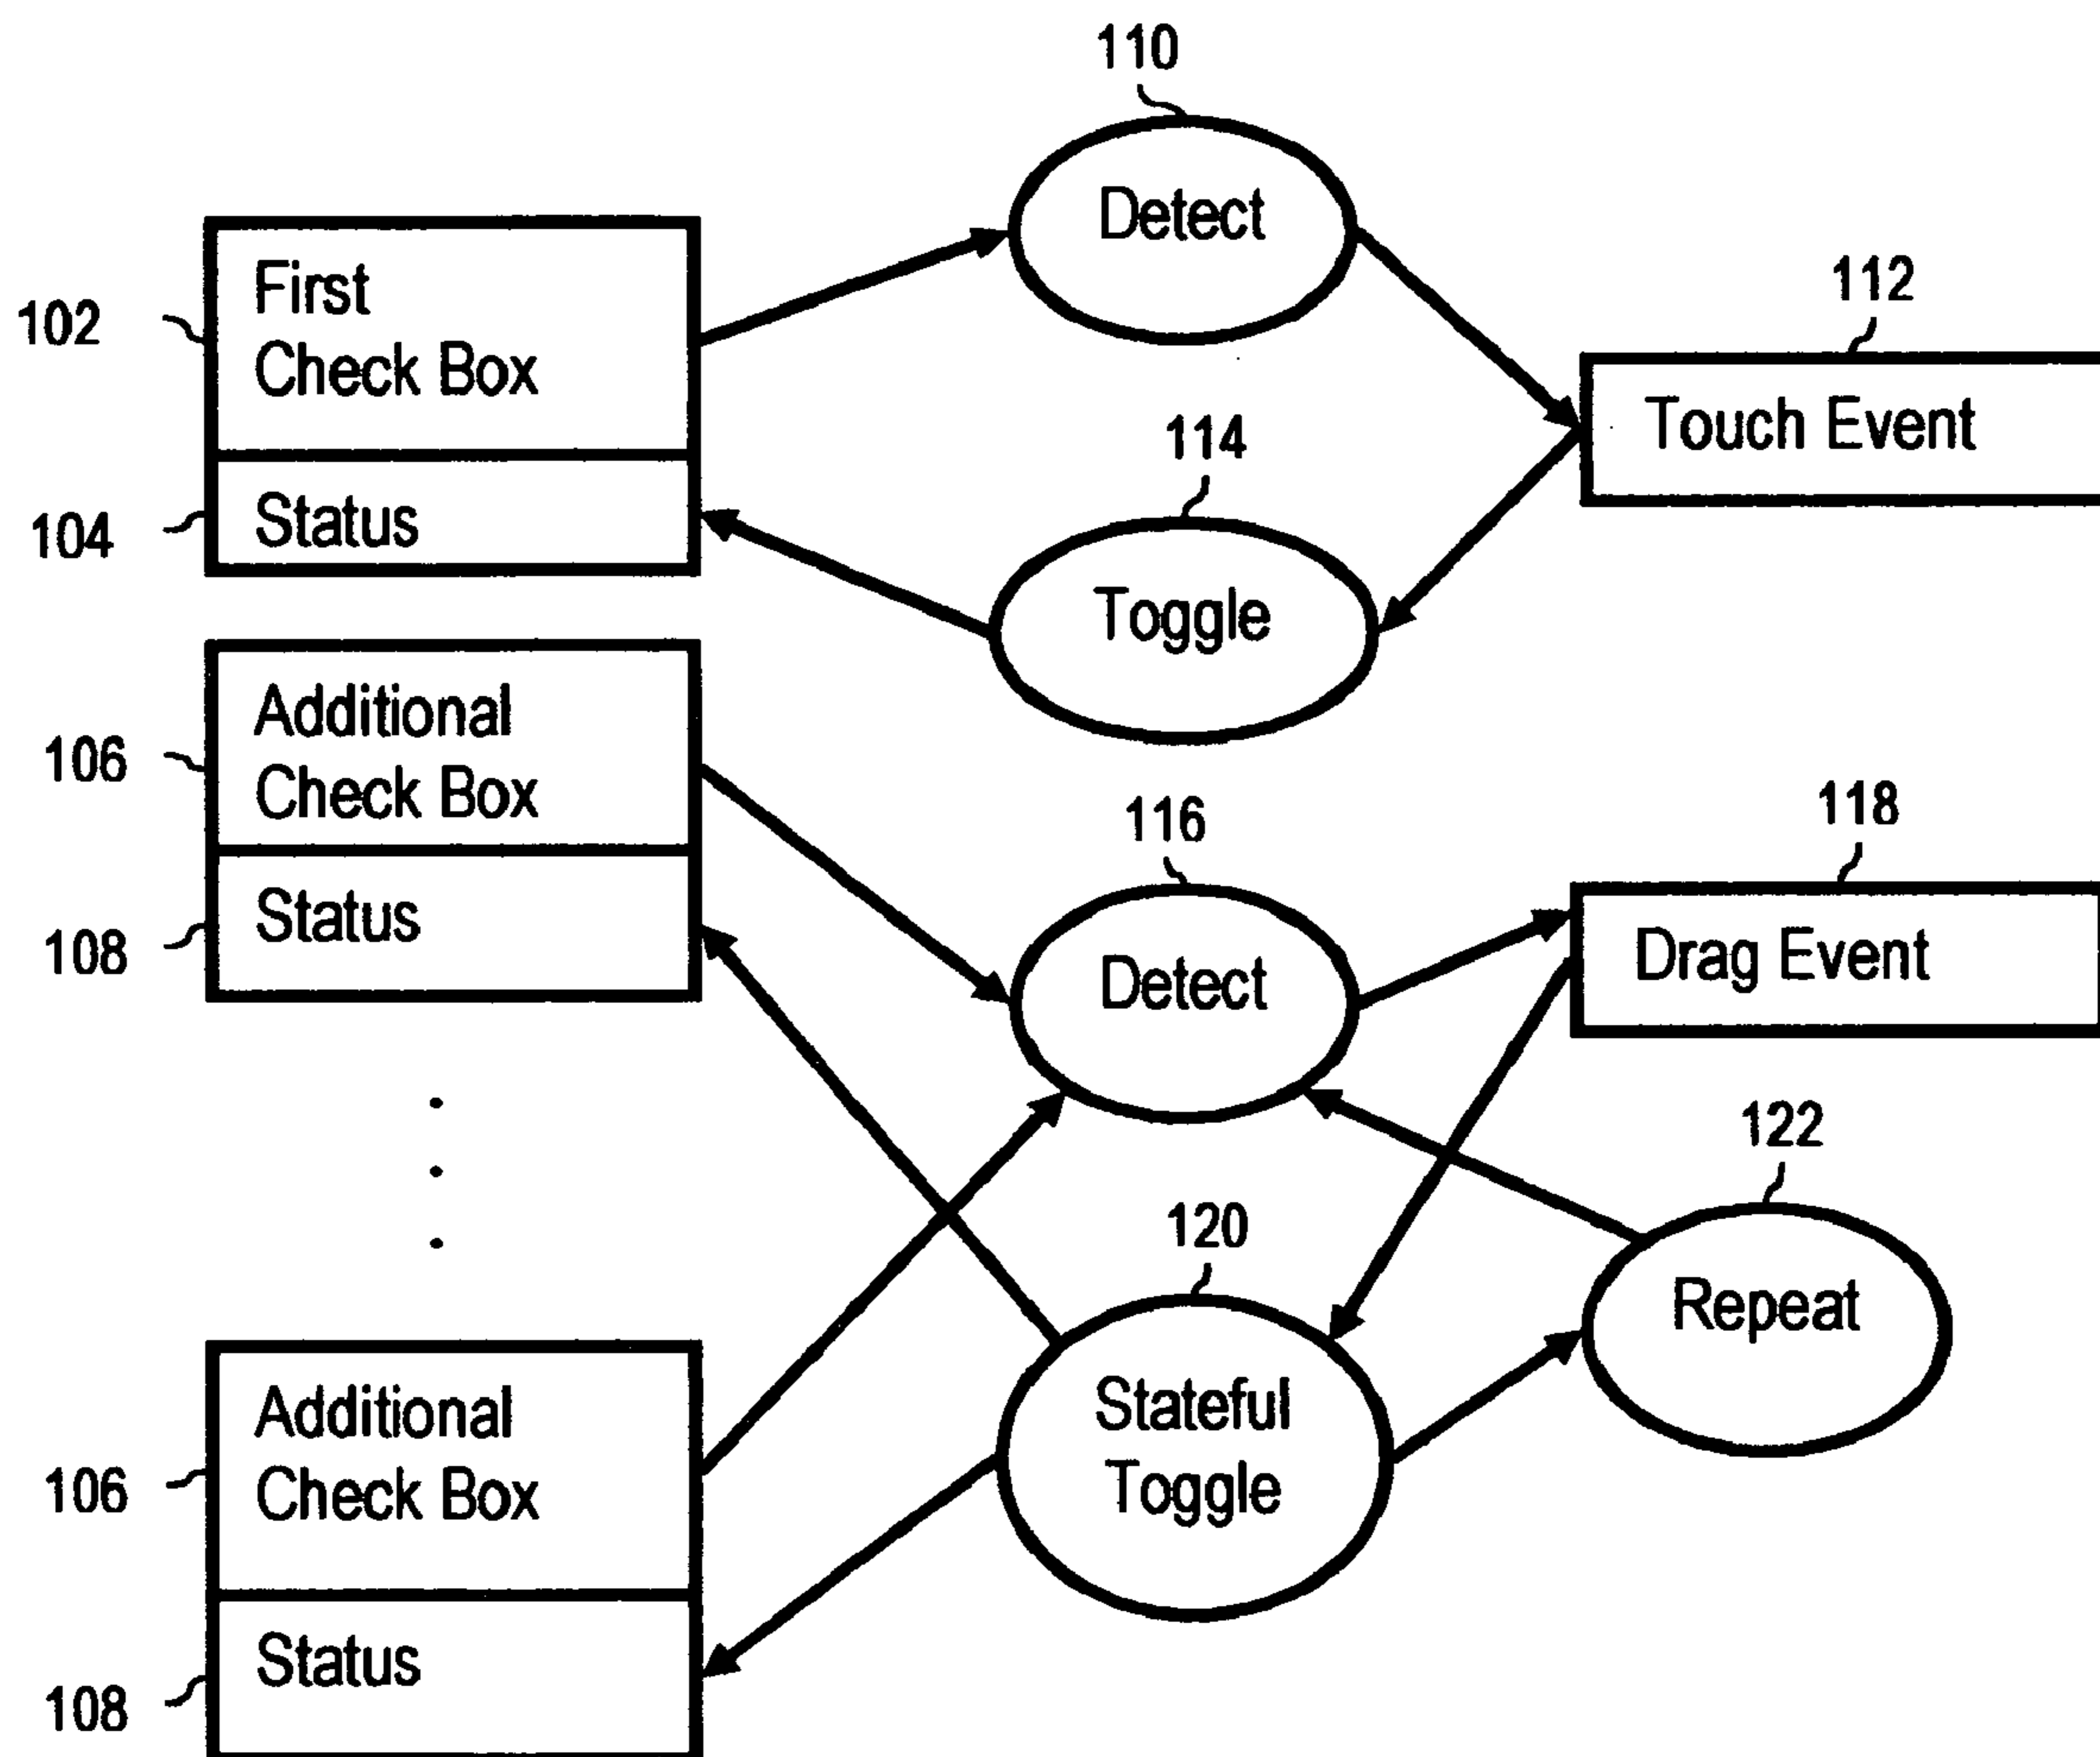 110
Detect
112
First
Check Box
102
Touch Event
114
104
Status
Toggle
Additional
Check Box
106
118
116
108
Status
Detect
Drag Event
122
120
Repeat
Additional
Check Box
106
Stateful
Toggle
Status
108